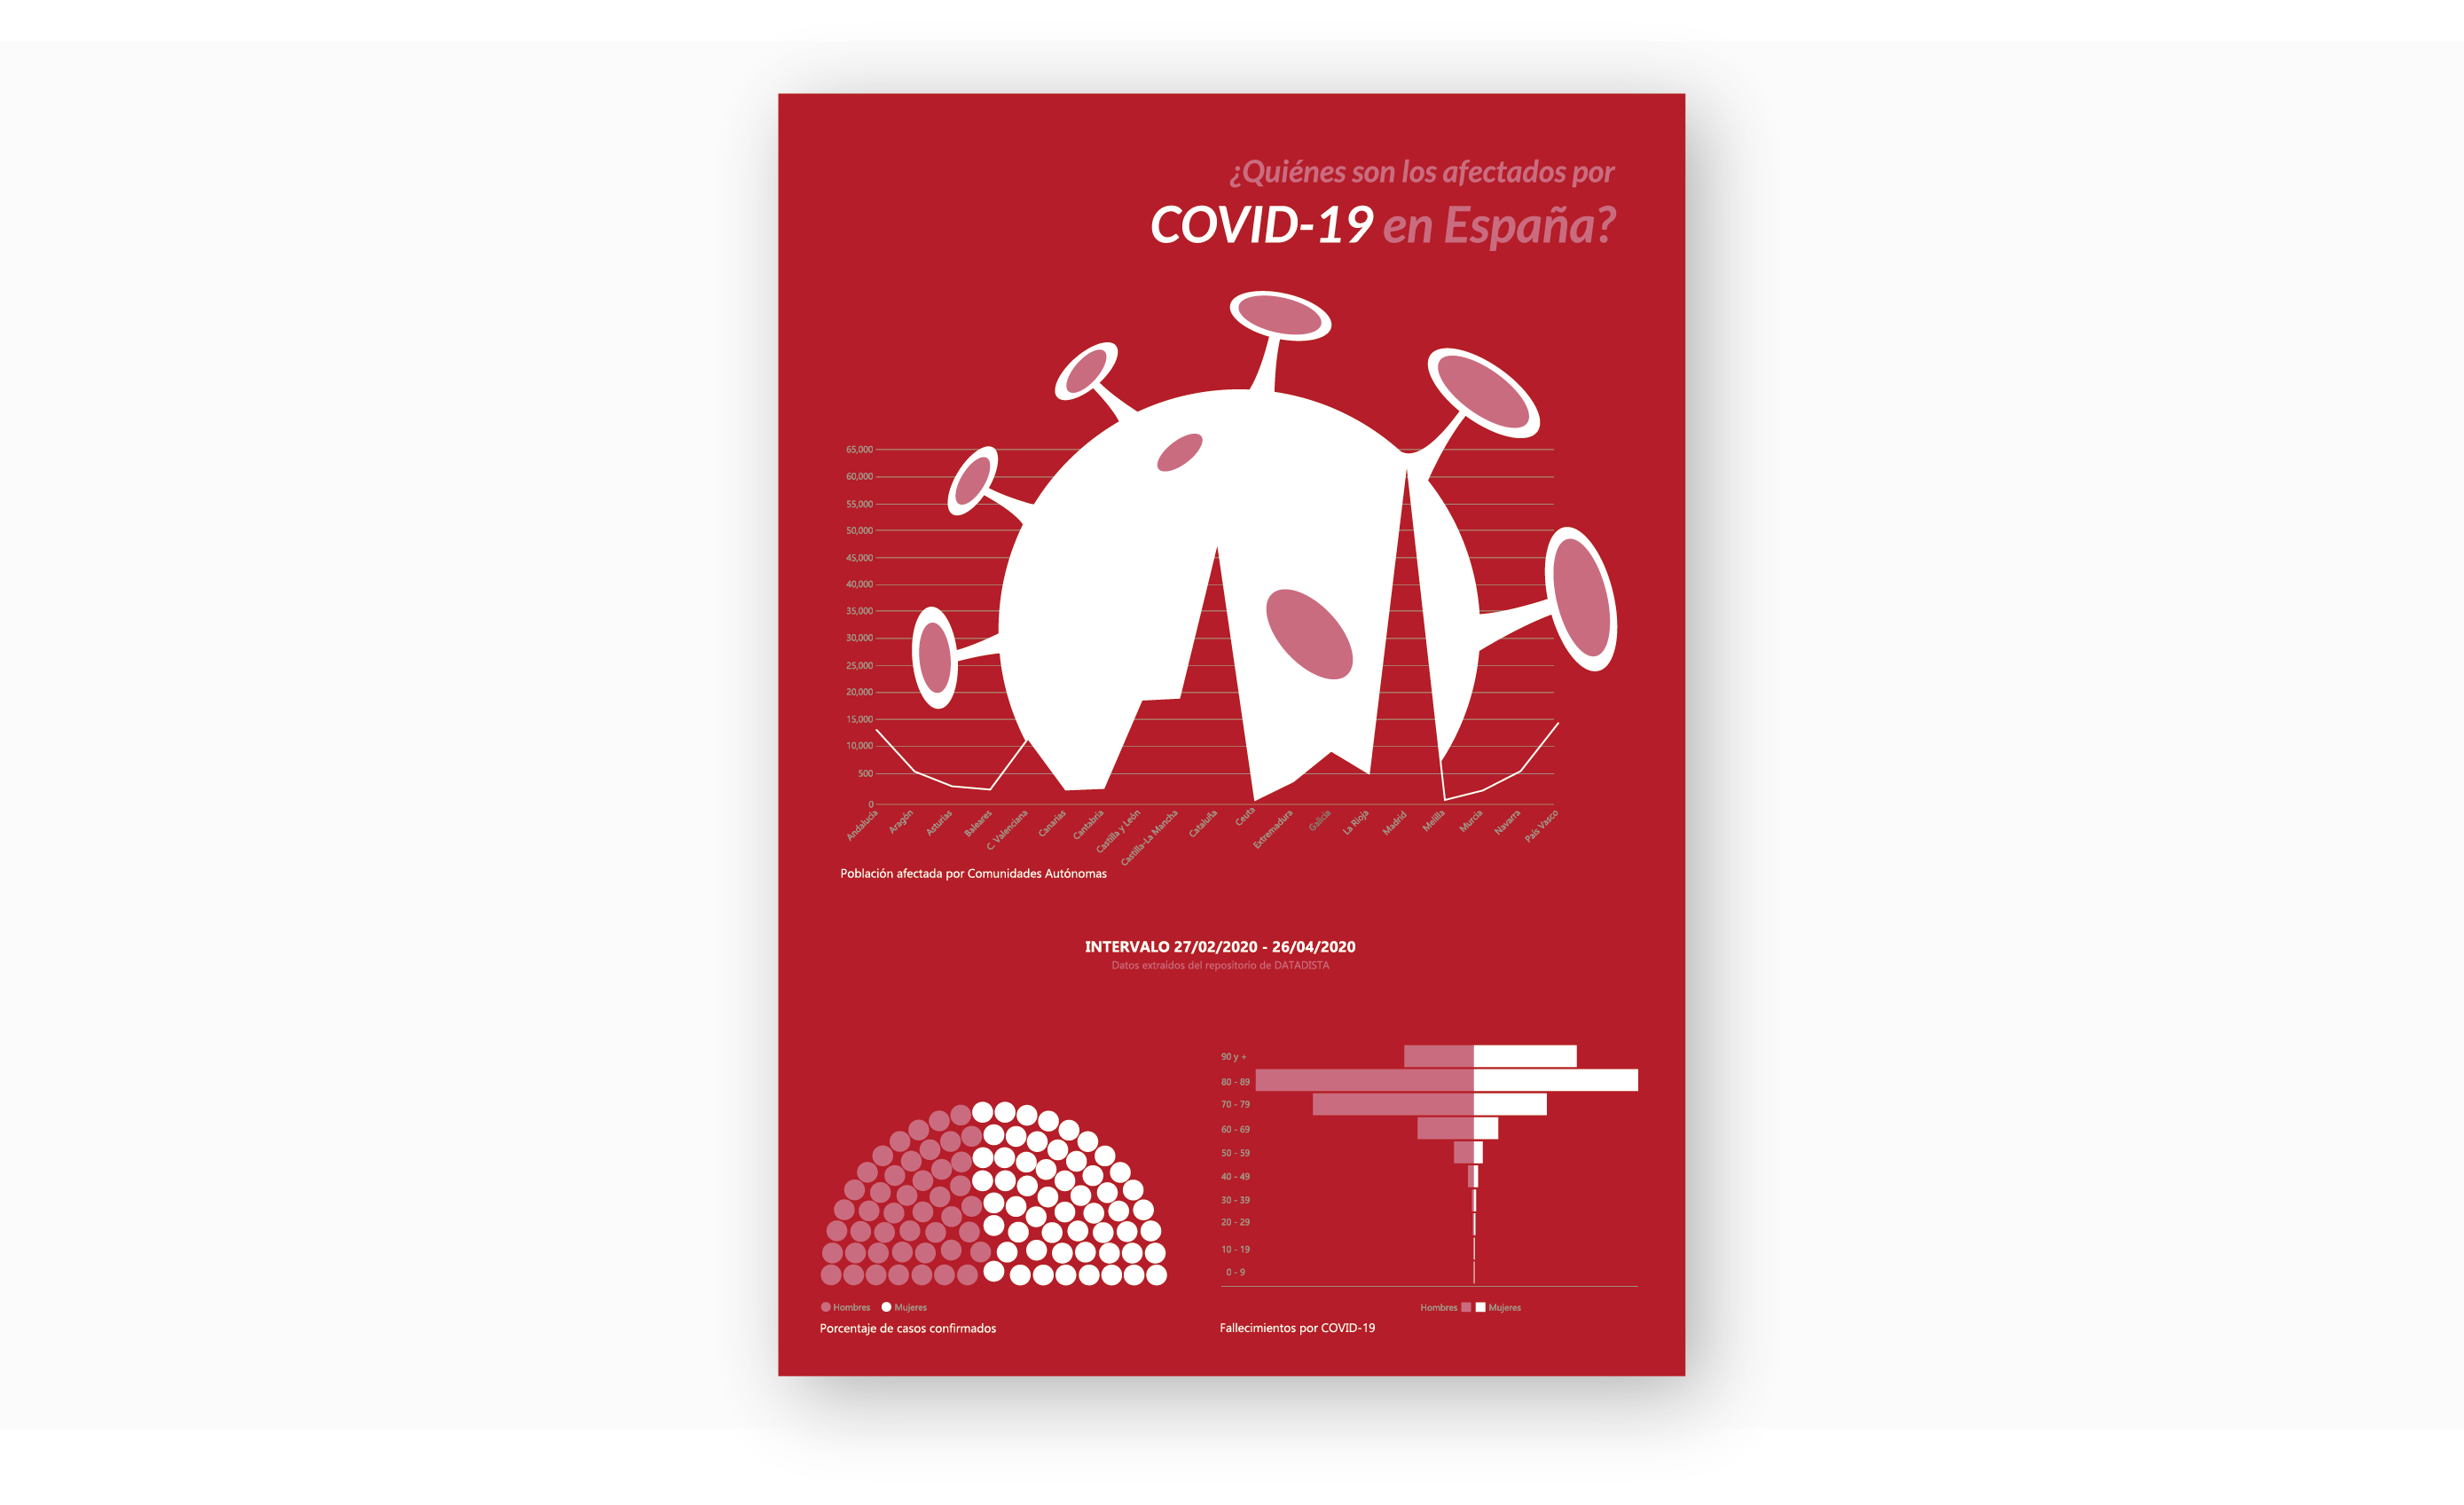 ¿Quiénes son los afectados por
COVID-19 en España?
65,000
60,000
55,000
50,000
45,000
40,000
35,000
30,000
25,000
20,000
15,000
10,000
500
0
Andalucía
Aragón
Asturias
Baleares
C. Valenciana
Canarias
Cantabria
Castilla y León
Castilla-La Mancha
Cataluña
Ceuta
Extremadura
Galicia
La Rioja
Madrid
Melilla
Murcia
Navarra
País Vasco
Población afectada por Comunidades Autónomas
INTERVALO 27/02/2020 - 26/04/2020
Datos extraidos del repositorio de DATADISTA
Hombres Mujeres
Porcentaje de casos confirmados
90 y +
80 - 89
70 - 79
60 - 69
50 - 59
40 - 49
30 - 39
20 - 29
10 - 19
0 - 9
Hombres Mujeres
Fallecimientos por COVID-19